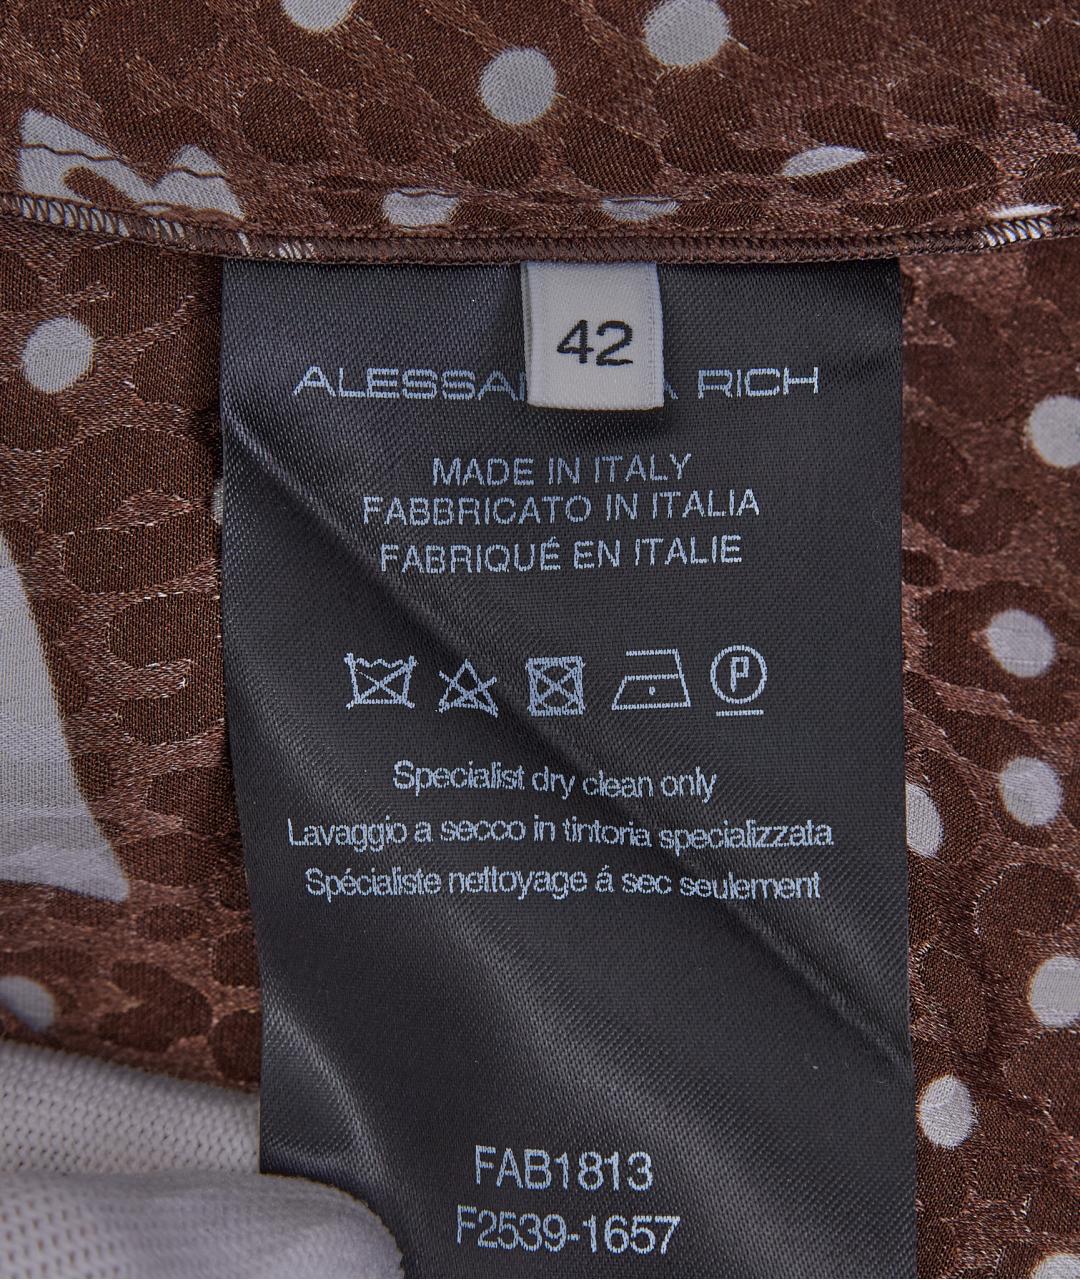 42
ALESSA RICH
MADE IN ITALY
FABBRICATO IN ITALIA
FABRIQUÉ EN ITALIE
P
Specialist dry clean only
Lavaggio a secco in tintoria specializzata
Spécialiste nettoyage á sec seulement
FAB1813
F2539-1657